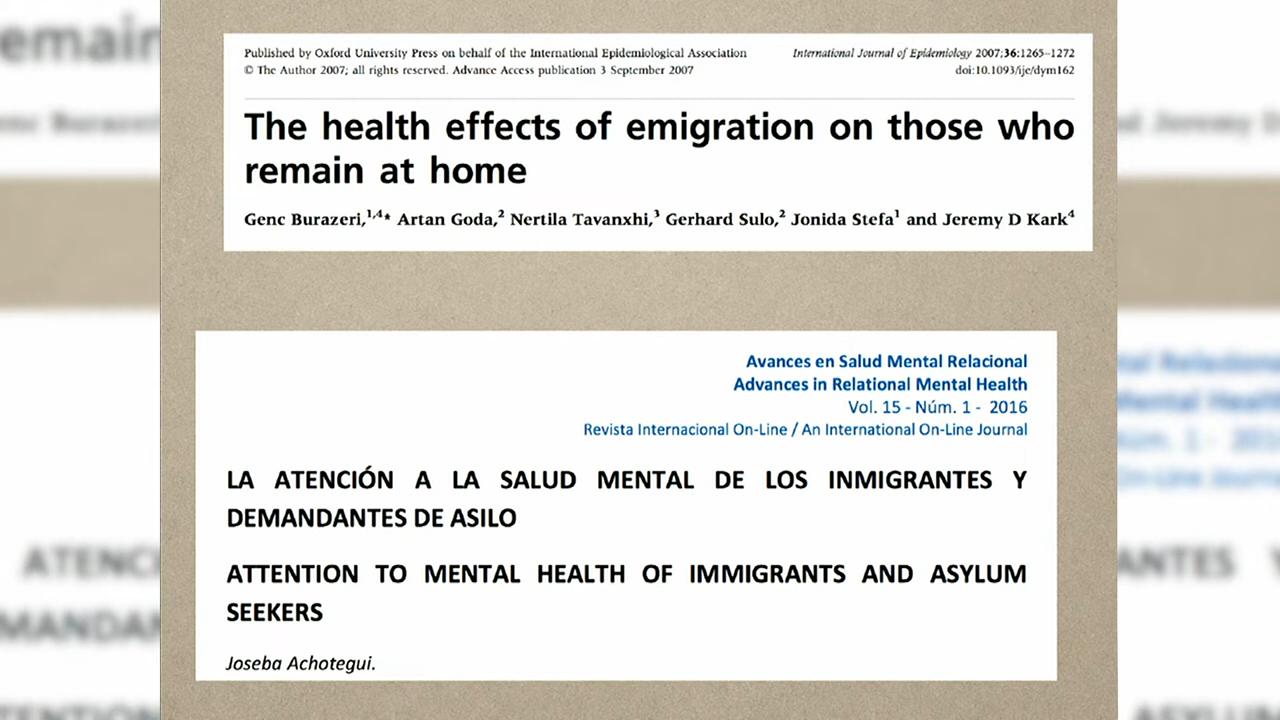 Published by Oxford University Press on behalf of the International Epidemiological Association
International Journal of Epidemiology 2007;36:1265–1272
© The Author 2007; all rights reserved. Advance Access publication 3 September 2007
doi:10.1093/ije/dym162
The health effects of emigration on those who
remain at home
Genc Burazeri,1,4* Artan Goda,2 Nertila Tavanxhi,3 Gerhard Sulo,2 Jonida Stefa1 and Jeremy D Kark4
Avances en Salud Mental Relacional
Advances in Relational Mental Health
Vol. 15 - Núm. 1 - 2016
Revista Internacional On-Line / An International On-Line Journal
LA ATENCIÓN A LA SALUD MENTAL DE LOS INMIGRANTES Y
DEMANDANTES DE ASILO
ATTENTION TO MENTAL HEALTH OF IMMIGRANTS AND ASYLUM
SEEKERS
Joseba Achotegui.